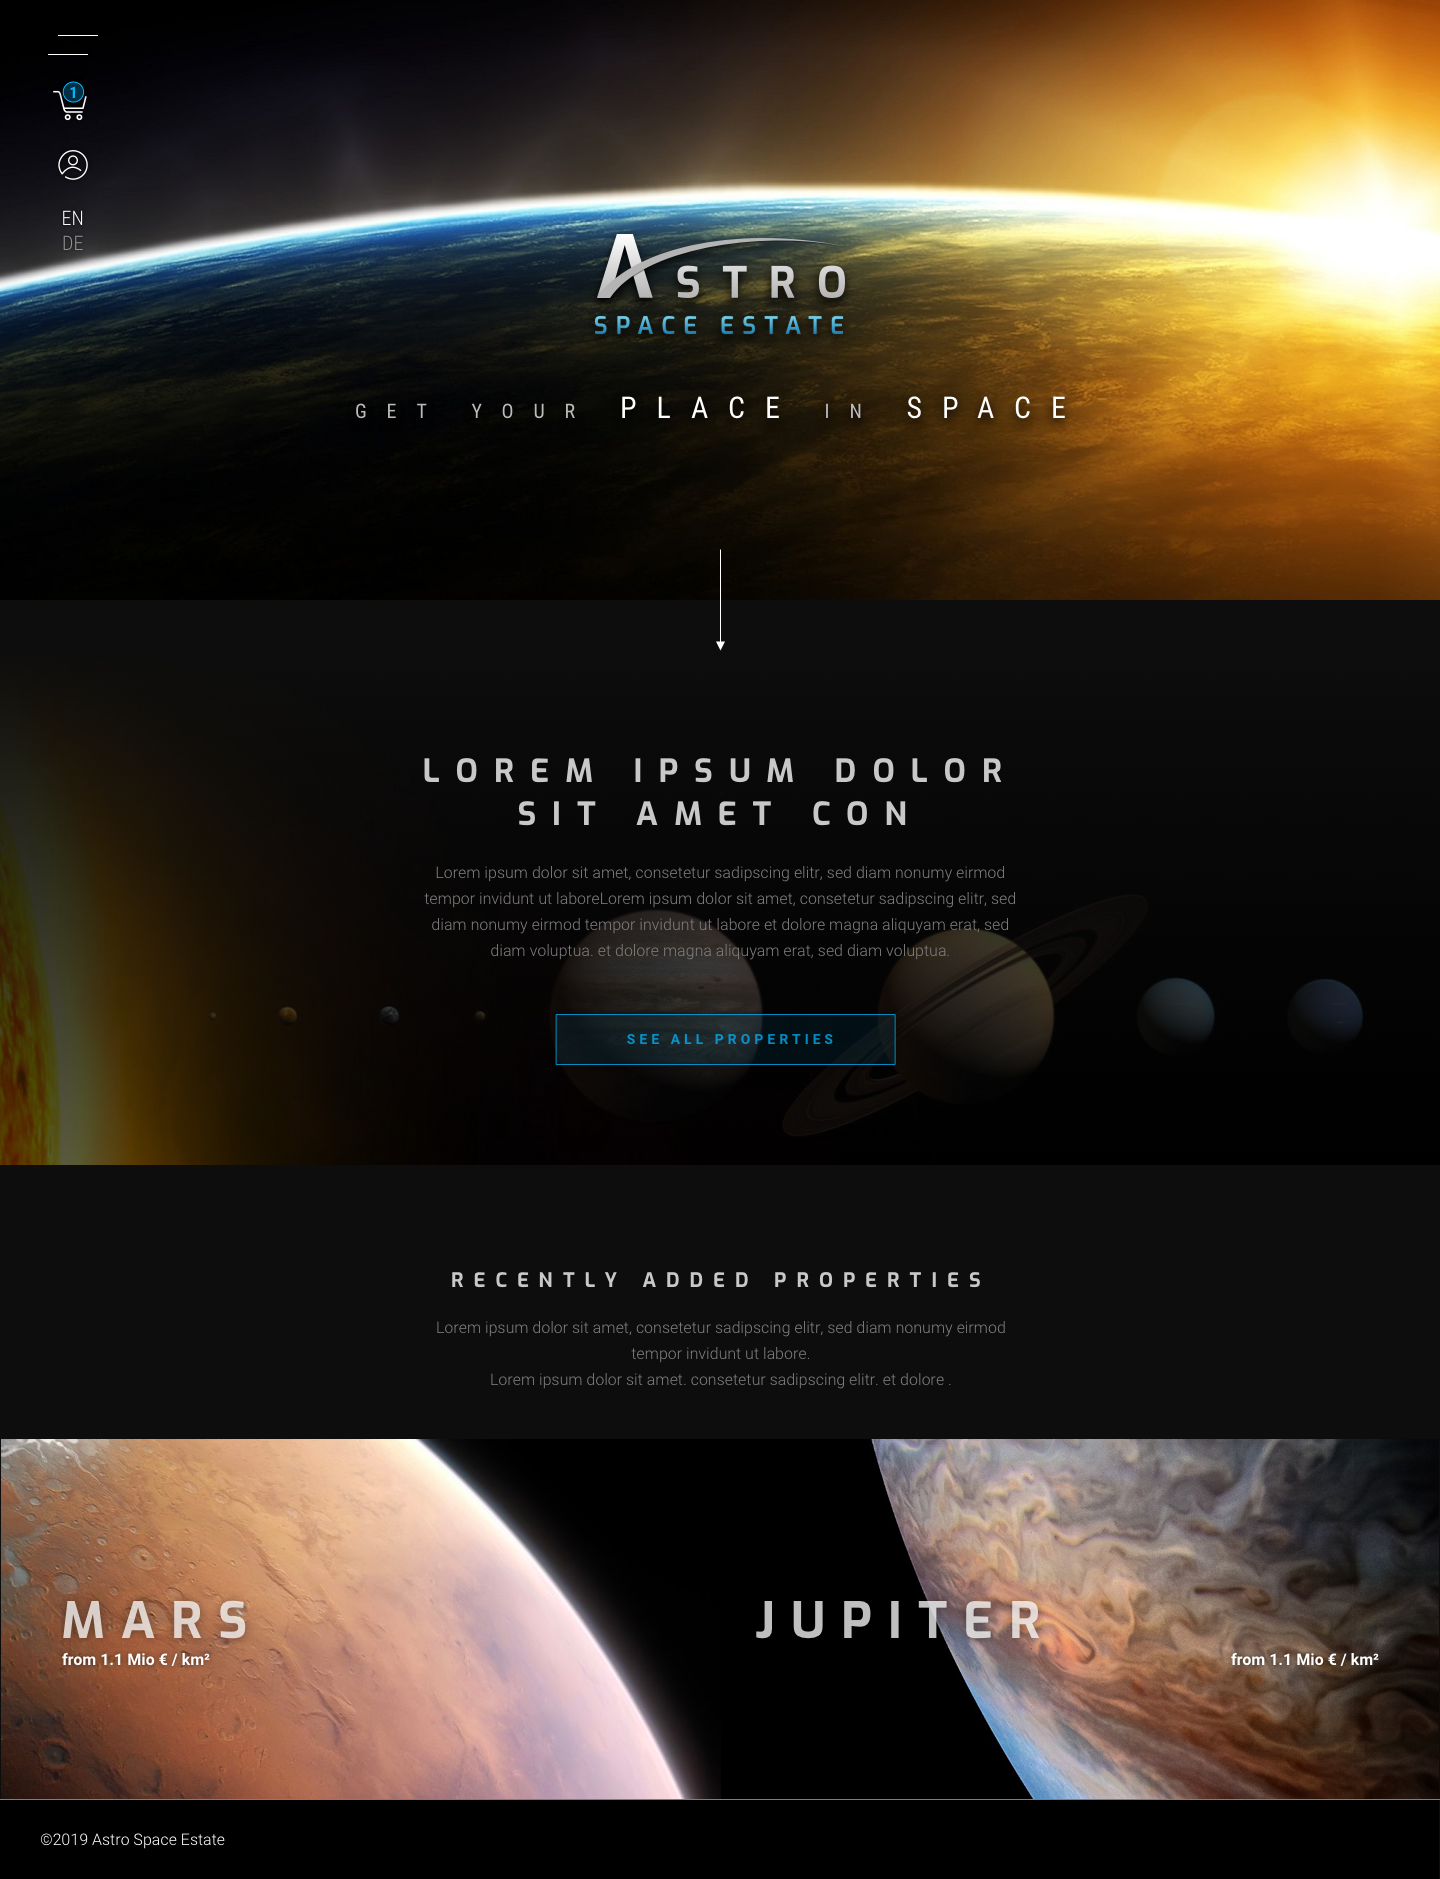 1
EN
DE
ASTRO
SPACE ESTATE
GET YOUR PLACE IN SPACE
LOREM IPSUM DOLOR
SIT AMET CON
Lorem ipsum dolor sit amet, consetetur sadipscing elitr, sed diam nonumy eirmod
tempor invidunt ut laboreLorem ipsum dolor sit amet, consetetur sadipscing elitr, sed
diam nonumy eirmod tempor invidunt ut labore et dolore magna aliquyam erat, sed
diam voluptua. et dolore magna aliquyam erat, sed diam voluptua.
SEE ALL PROPERTIES
RECENTLY ADDED PROPERTIES
Lorem ipsum dolor sit amet, consetetur sadipscing elitr, sed diam nonumy eirmod
tempor invidunt ut labore.
Lorem ipsum dolor sit amet. consetetur sadipscing elitr. et dolore .
MARS
from 1.1 Mio € / km²
JUPITER
from 1.1 Mio € / km²
©2019 Astro Space Estate